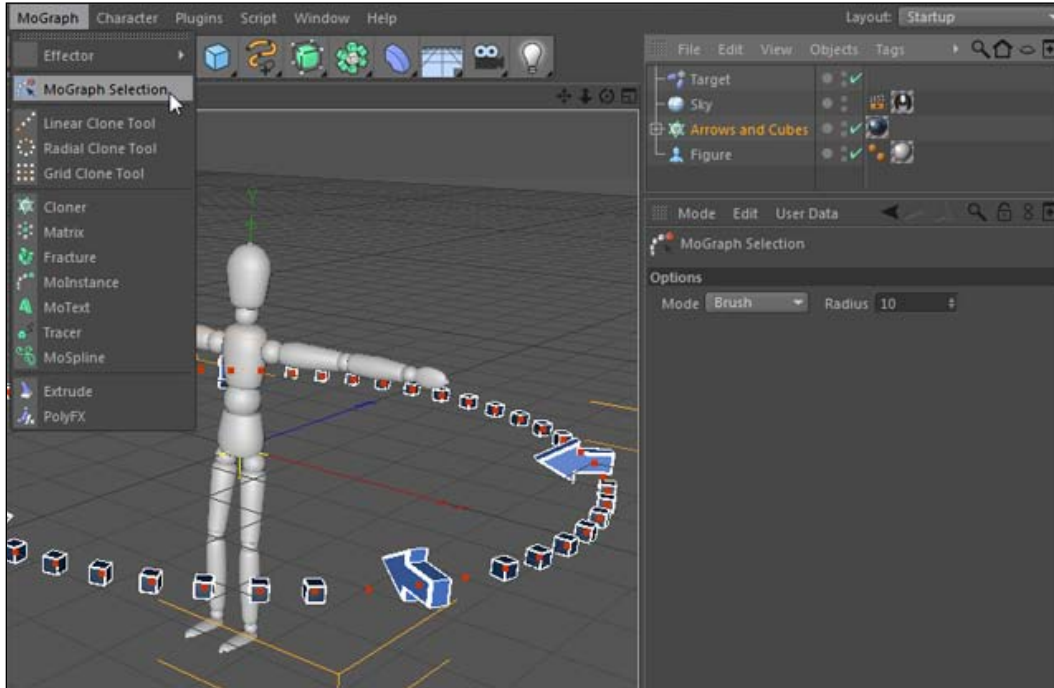 MoGraph Character Plugins Script Window Help
Layout: Startup
Effector
MoGraph Selection
Linear Clone Tool
Radial Clone Tool
Grid Clone Tool
Cloner
Matrix
Fracture
MoInstance
MoText
Tracer
MoSpline
Extrude
PolyFX
Y
File Edit View Objects Tags
Target
Sky
Arrows and Cubes
Figure
Mode Edit User Data
MoGraph Selection
Options
Mode Brush Radius 10